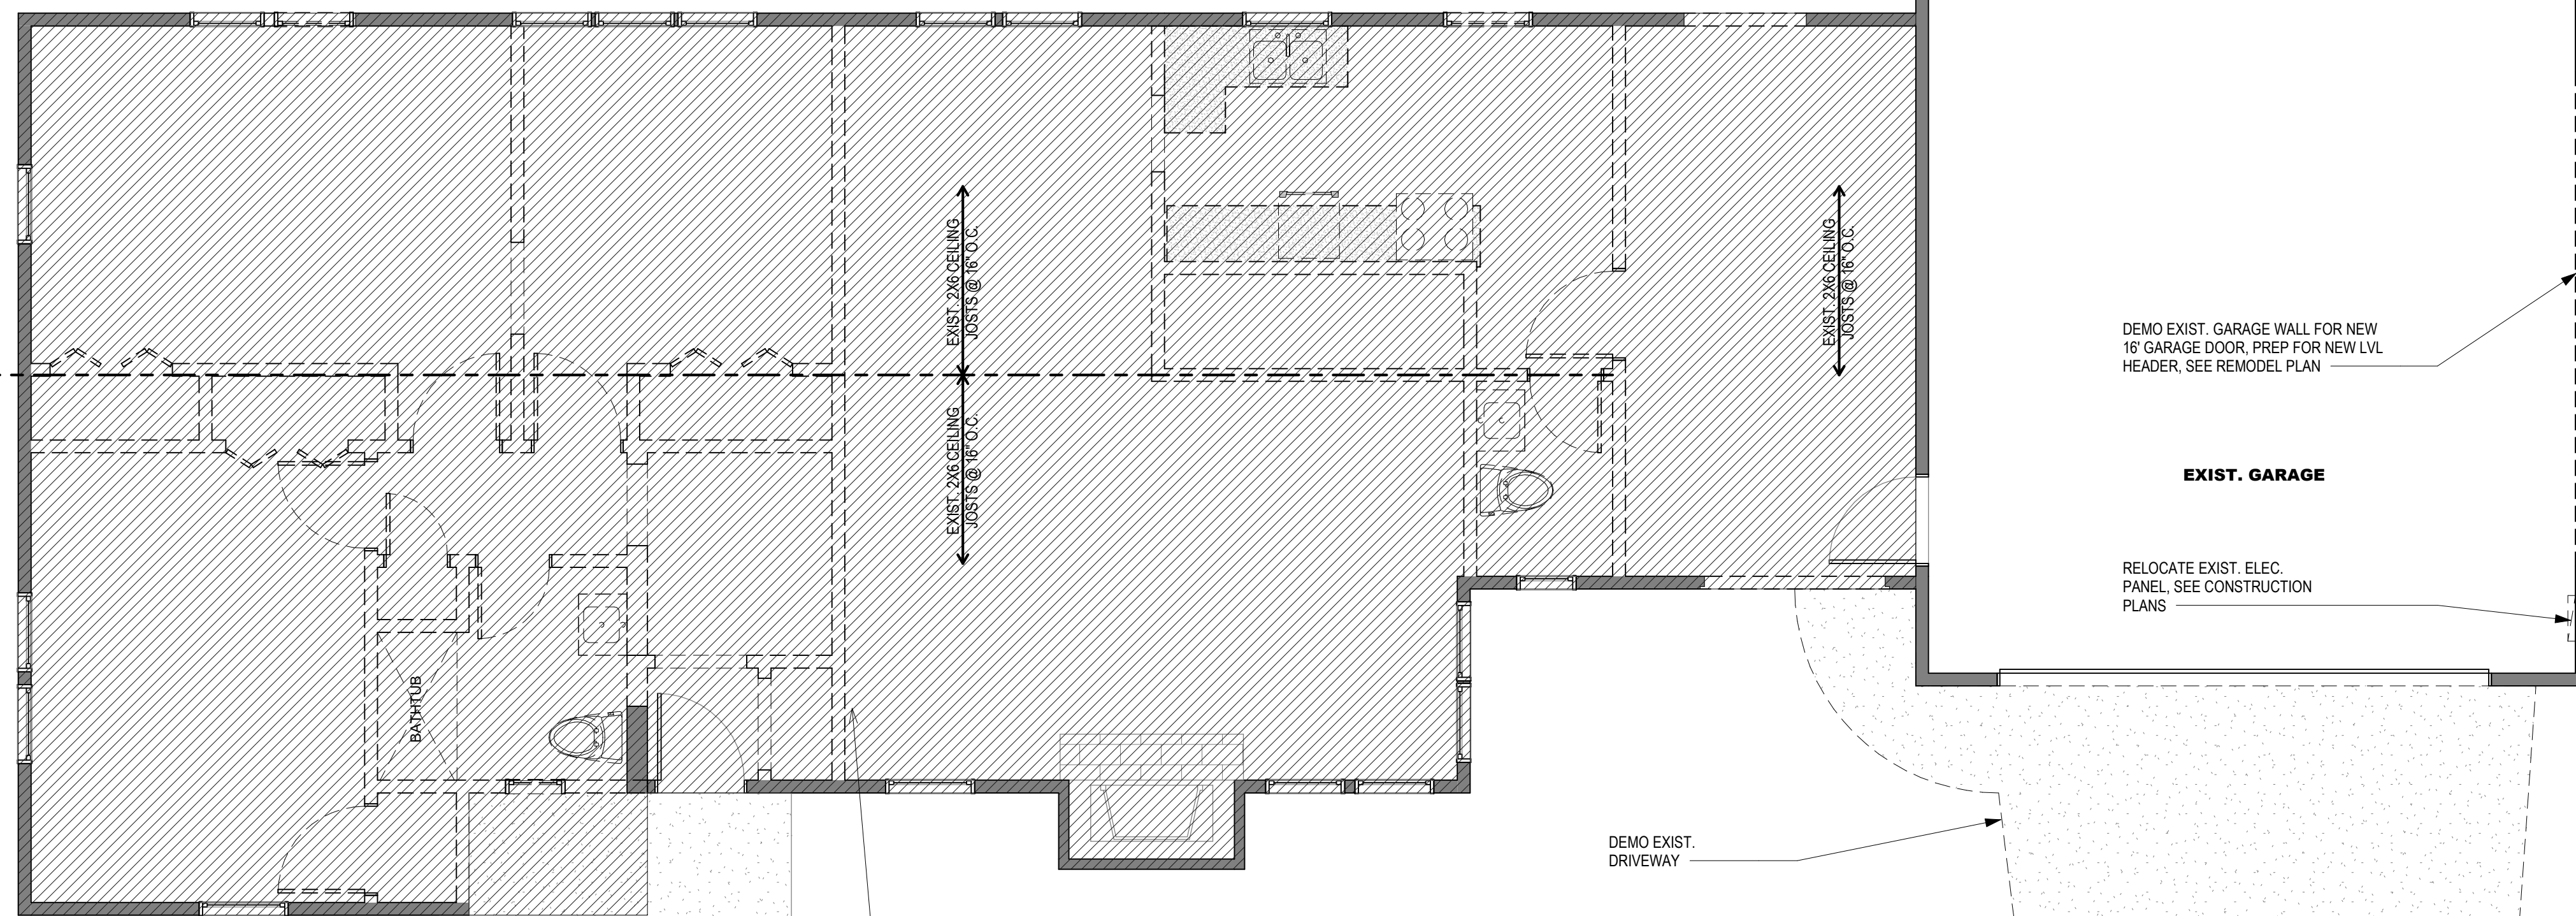 EXIST. 2X6 CEILING
JOSTS @ 16" O.C.
EXIST. 2X6 CEILING
JOSTS @ 16" O.C.
EXIST. 2X6 CEILING
JOSTS @ 16" O.C.
DEMO EXIST. GARAGE WALL FOR NEW
16' GARAGE DOOR, PREP FOR NEW LVL
HEADER, SEE REMODEL PLAN
EXIST. GARAGE
RELOCATE EXIST. ELEC.
PANEL, SEE CONSTRUCTION
PLANS
BATHTUB
DEMO EXIST.
DRIVEWAY